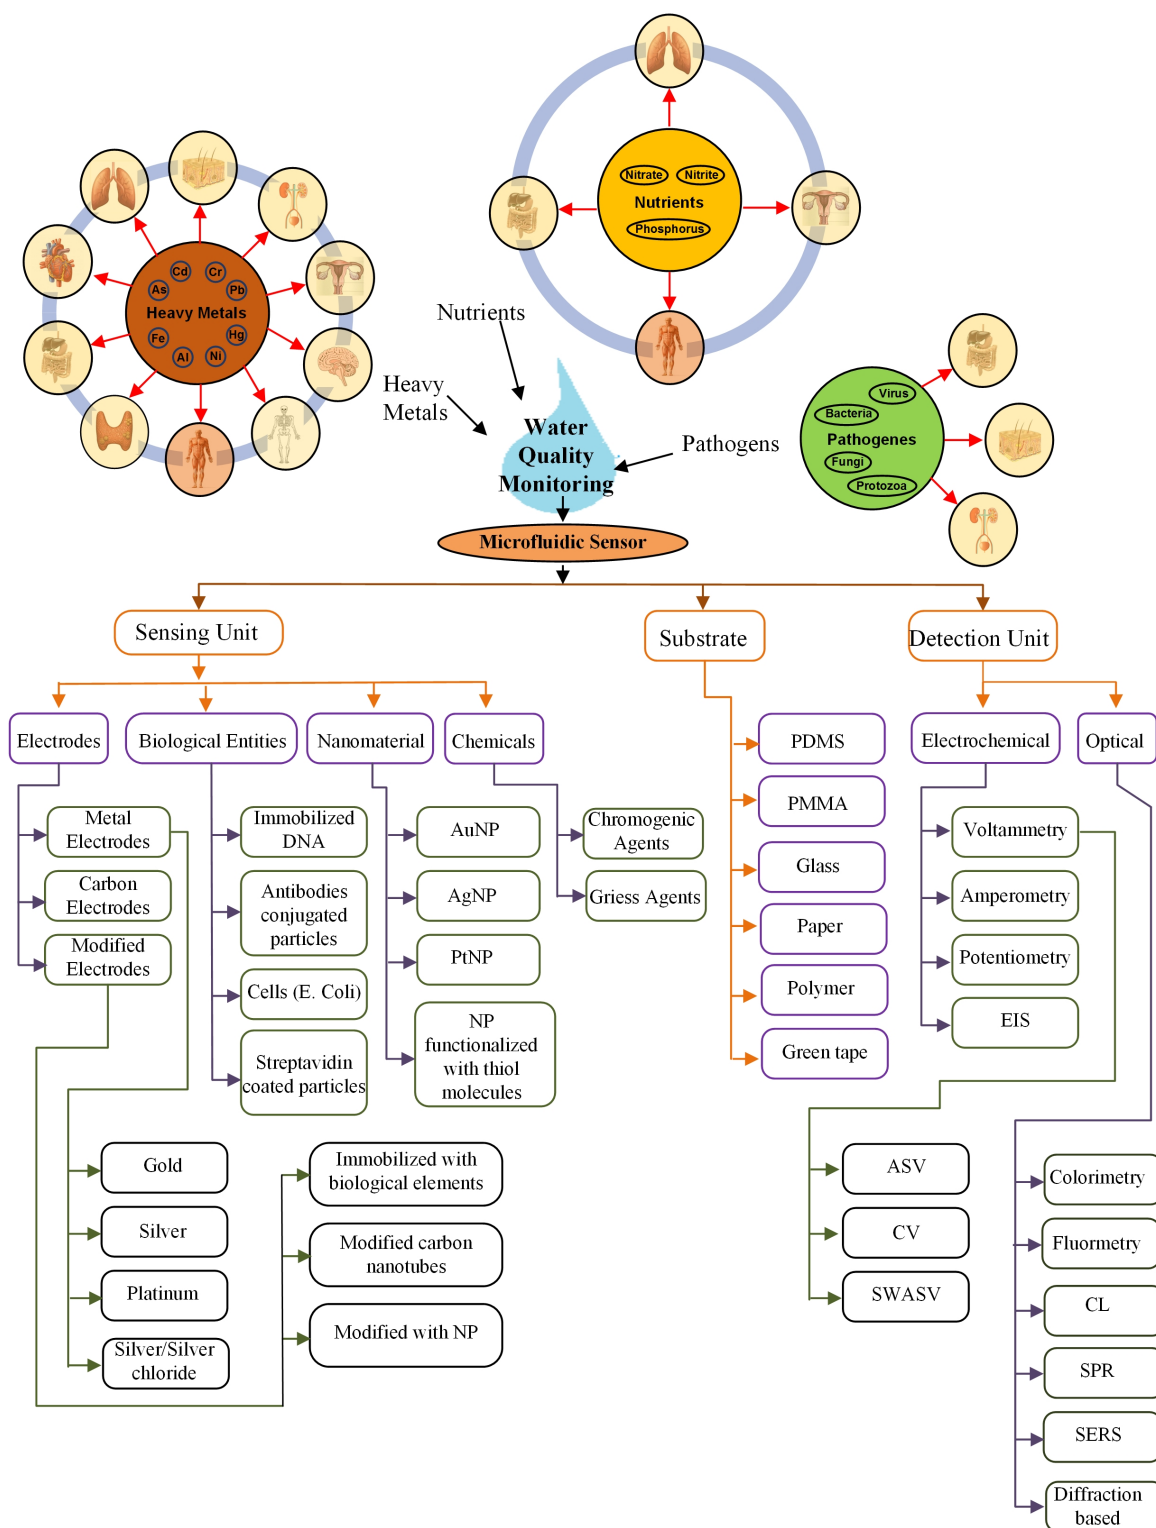 Nitrate
Nitrite
Nutrients
Phosphorus
Cd
Cr
As
Pb
Heavy Metals
Fe
Hg
Al
Ni
Nutrients
Heavy
Metals
Pathogens
Water
Quality
Monitoring
Virus
Bacteria
Pathogenes
Fungi
Protozoa
Microfluidic Sensor
Sensing Unit
Substrate
Detection Unit
Electrodes
Biological Entities
Nanomaterial
Chemicals
Metal
Electrodes
Carbon
Electrodes
Modified
Electrodes
Immobilized
DNA
Antibodies
conjugated
particles
Cells (E. Coli)
Streptavidin
coated particles
AuNP
AgNP
PtNP
NP
functionalized
with thiol
molecules
Chromogenic
Agents
Griess Agents
PDMS
PMMA
Glass
Paper
Polymer
Green tape
Electrochemical
Optical
Voltammetry
Amperometry
Potentiometry
EIS
Gold
Silver
Platinum
Silver/Silver
chloride
Immobilized with
biological elements
Modified carbon
nanotubes
Modified with NP
ASV
CV
SWASV
Colorimetry
Fluormetry
CL
SPR
SERS
Diffraction
based